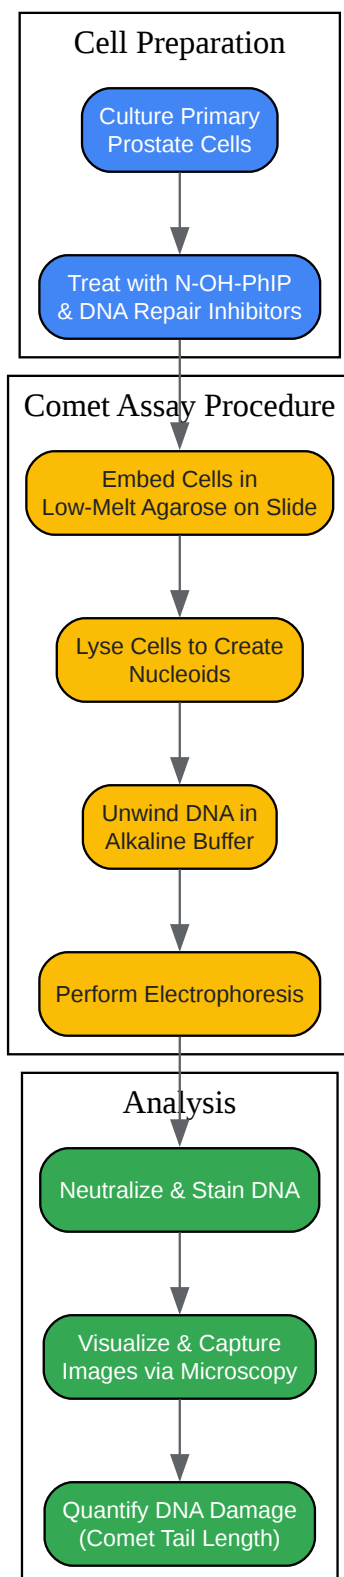 Cell Preparation
Culture Primary
Prostate Cells
Treat with N-OH-PhIP
& DNA Repair Inhibitors
Comet Assay Procedure
Embed Cells in
Low-Melt Agarose on Slide
Lyse Cells to Create
Nucleoids
Unwind DNA in
Alkaline Buffer
Perform Electrophoresis
Analysis
Neutralize & Stain DNA
Visualize & Capture
Images via Microscopy
Quantify DNA Damage
(Comet Tail Length)